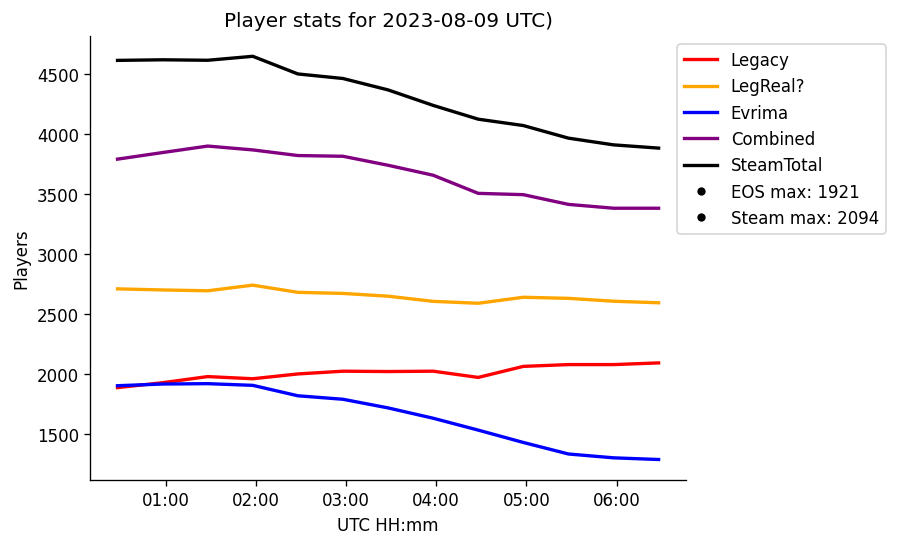 Player stats for 2023-08-09 UTC)
Legacy
LegReal?
Evrima
Combined
SteamTotal
EOS max: 1921
Steam max: 2094
Players
4500
4000
3500
3000
2500
2000
1500
01:00 02:00 03:00 04:00 05:00 06:00
UTC HH:mm